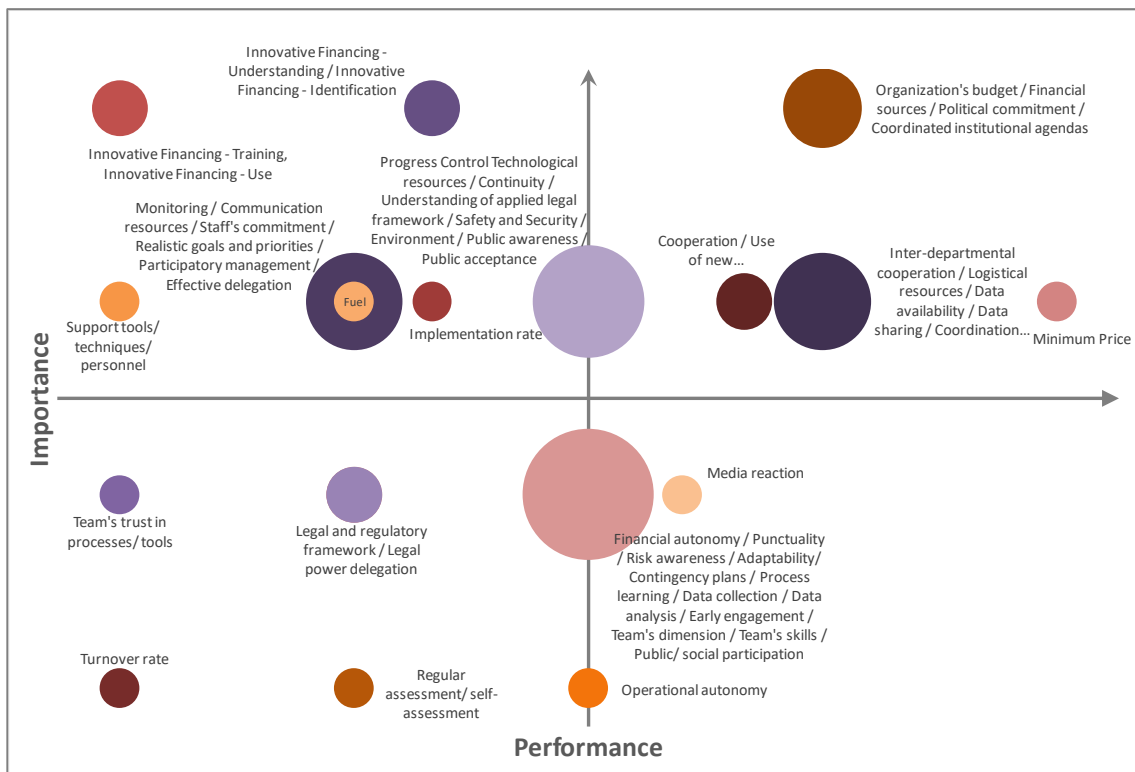 Innovative Financing -
Understanding / Innovative
Financing - Identification
Organization's budget / Financial
sources / Political commitment /
Coordinated institutional agendas
Innovative Financing - Training,
Innovative Financing - Use
Progress Control Technological
resources / Continuity /
Understanding of applied legal
framework / Safety and Security /
Environment / Public awareness /
Public acceptance
Monitoring / Communication
resources / Staff's commitment /
Realistic goals and priorities /
Participatory management /
Effective delegation
Cooperation / Use
of new...
Inter-departmental
cooperation / Logistical
resources / Data
availability / Data
sharing / Coordination...
Fuel
Support tools/
techniques/
personnel
Implementation rate
Minimum Price
Importance
Media reaction
Team's trust in
processes/ tools
Legal and regulatory
framework / Legal
power delegation
Financial autonomy / Punctuality
/ Risk awareness / Adaptability/
Contingency plans / Process
learning / Data collection / Data
analysis / Early engagement /
Team's dimension / Team's skills /
Public/ social participation
Turnover rate
Regular
assessment/ self-
assessment
Operational autonomy
Performance